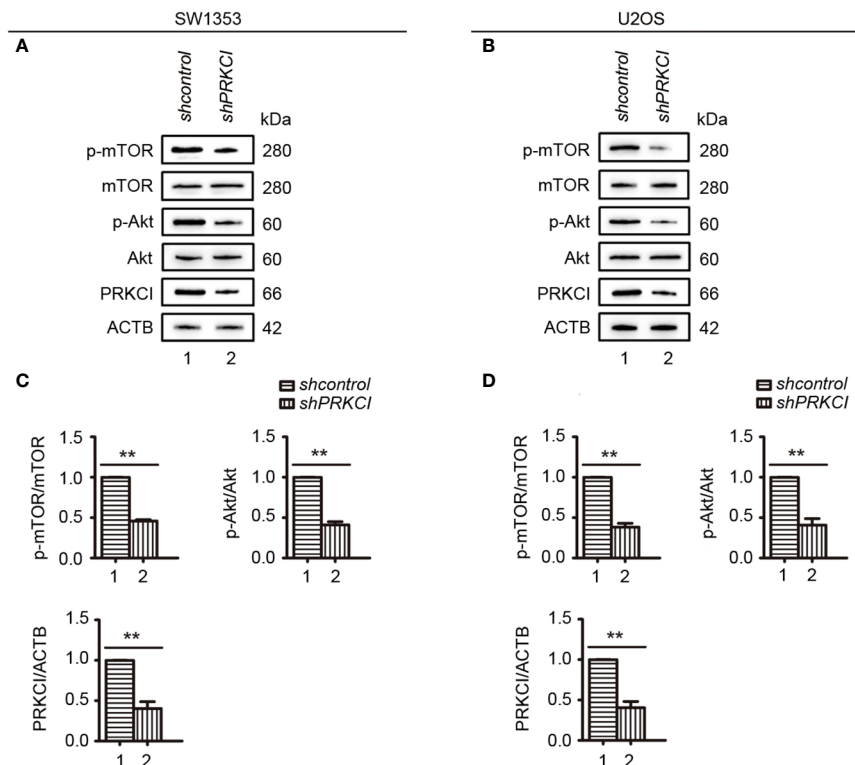 SW1353
A
shcontrol
shPRKCI
kDa
p-mTOR 280
mTOR 280
p-Akt 60
Akt 60
PRKCI 66
ACTB 42
1 2
U2OS
B
shcontrol
shPRKCI
kDa
p-mTOR 280
mTOR 280
p-Akt 60
Akt 60
PRKCI 66
ACTB 42
1 2
C
shcontrol
shPRKCI
p-mTOR/mTOR
1.5
1.0
0.5
0.0
**
1 2
p-Akt/Akt
1.5
1.0
0.5
0.0
**
1 2
PRKCI/ACTB
1.5
1.0
0.5
0.0
**
1 2
D
shcontrol
shPRKCI
p-mTOR/mTOR
1.5
1.0
0.5
0.0
**
1 2
p-Akt/Akt
1.5
1.0
0.5
0.0
**
1 2
PRKCI/ACTB
1.5
1.0
0.5
0.0
**
1 2